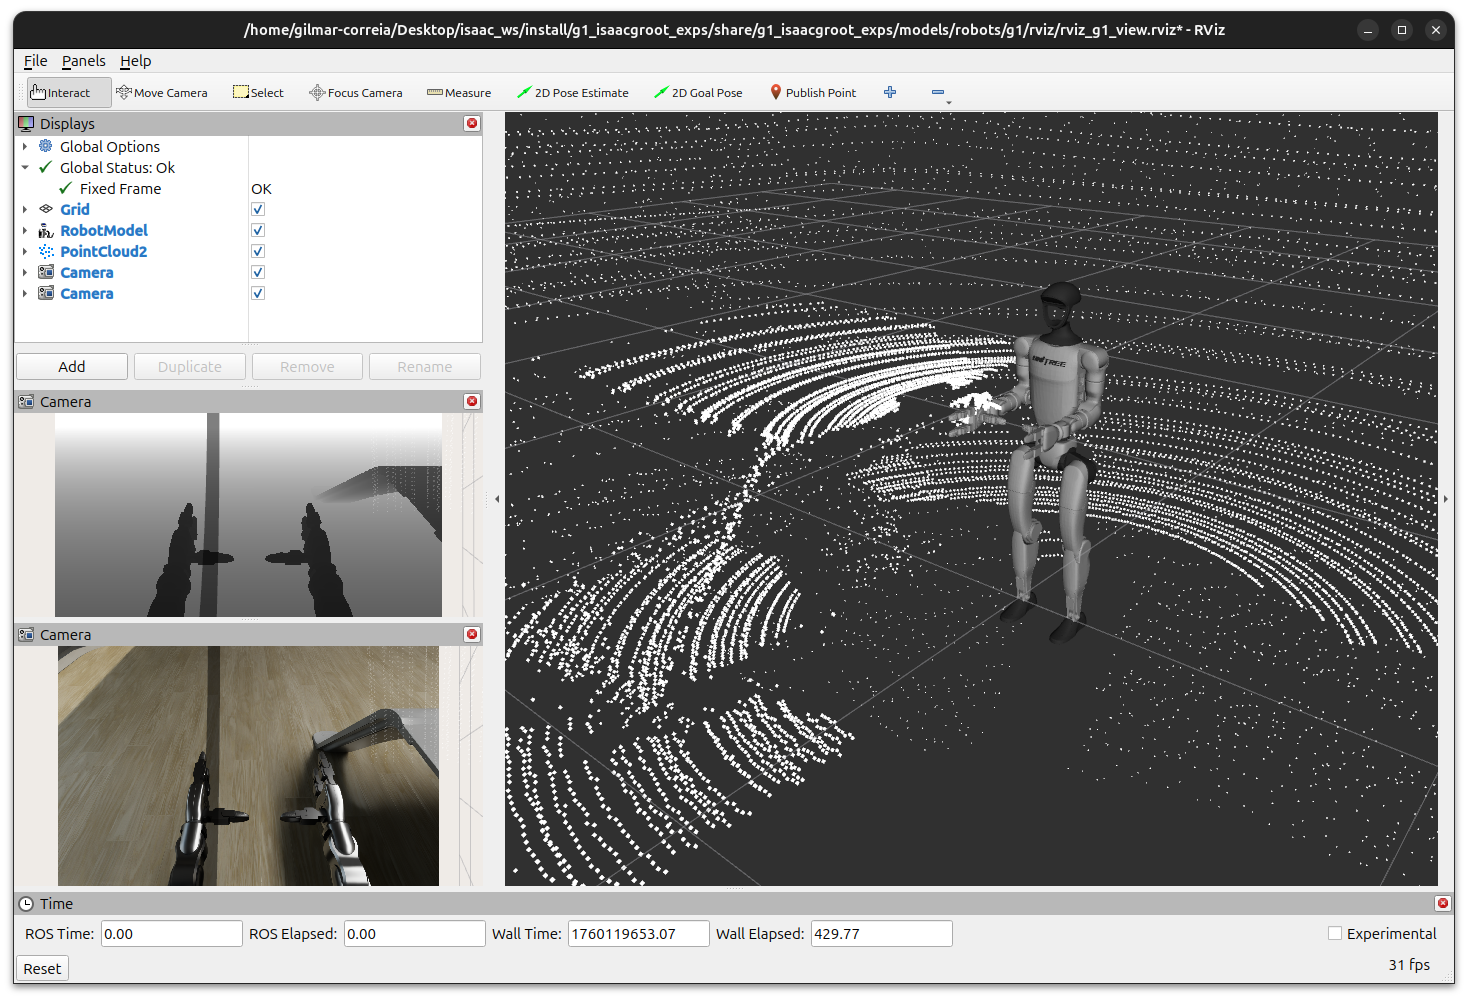 /home/gilmar-correia/Desktop/isaac_ws/install/g1_isaacgroot_exps/share/g1_isaacgroot_exps/models/robots/g1/rviz/rviz_g1_view.rviz* - RViz
File Panels Help
Interact Move Camera Select Focus Camera Measure 2D Pose Estimate 2D Goal Pose Publish Point
Displays
Global Options
Global Status: Ok
Fixed Frame OK
Grid
RobotModel
PointCloud2
Camera
Camera
Add Duplicate Remove Rename
Camera
Camera
UNITREE
Time
ROS Time: 0.00 ROS Elapsed: 0.00 Wall Time: 1760119653.07 Wall Elapsed: 429.77 Experimental
Reset 31 fps